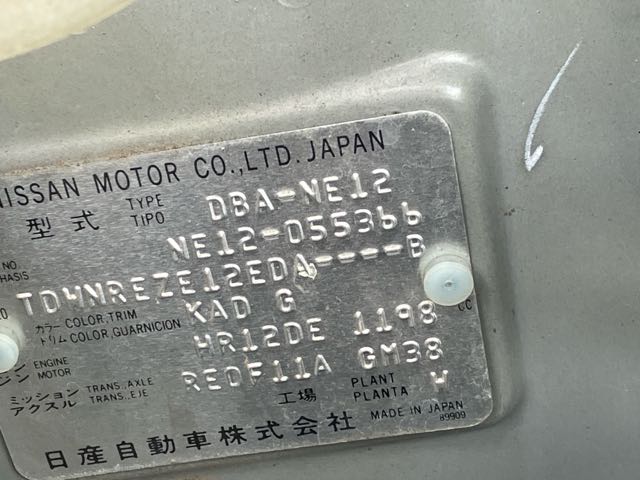 NISSAN MOTOR CO.,LTD. JAPAN
型式 TYPE TIPO DBA-NE12
NO. NE12-055366
TDWNREZE12EDA----B
カラー COLOR,TRIM KAD G
トリム COLOR,GUARNICION
ENGINE MOTOR HR12DE 1198 CC
ミッション TRANS.,AXLE REDF11A GM38
アクスル TRANS.,EJE
工場 PLANT PLANTA W
日産自動車株式会社 MADE IN JAPAN
89909